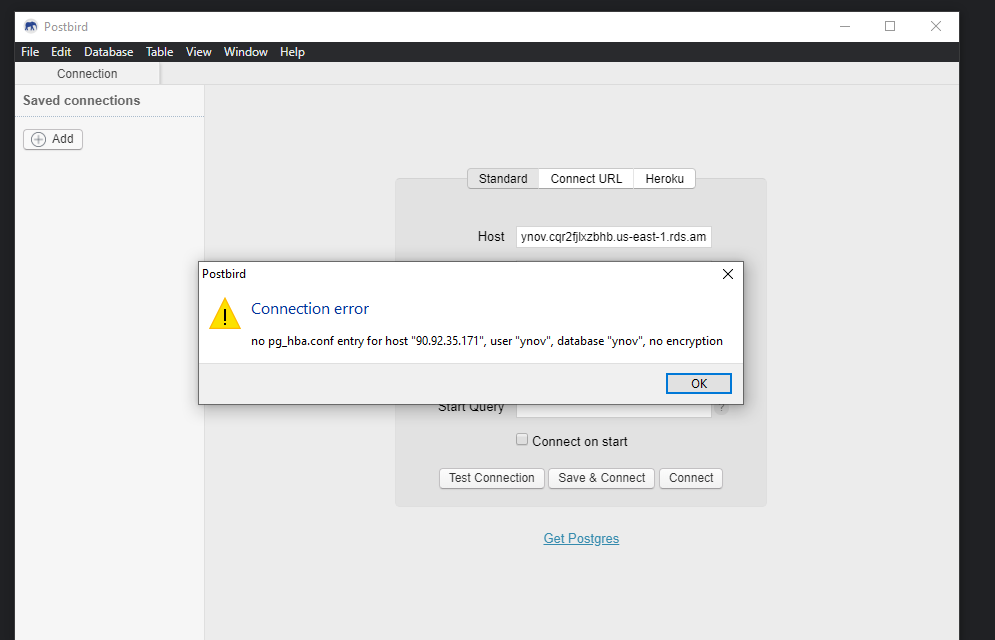 Postbird
File Edit Database Table View Window Help
Connection
Saved connections
Add
Standard Connect URL Heroku
Host ynov.cqr2fjlxzbhb.us-east-1.rds.am
Postbird
Connection error
no pg_hba.conf entry for host "90.92.35.171", user "ynov", database "ynov", no encryption
OK
Start Query ?
Connect on start
Test Connection Save & Connect Connect
Get Postgres